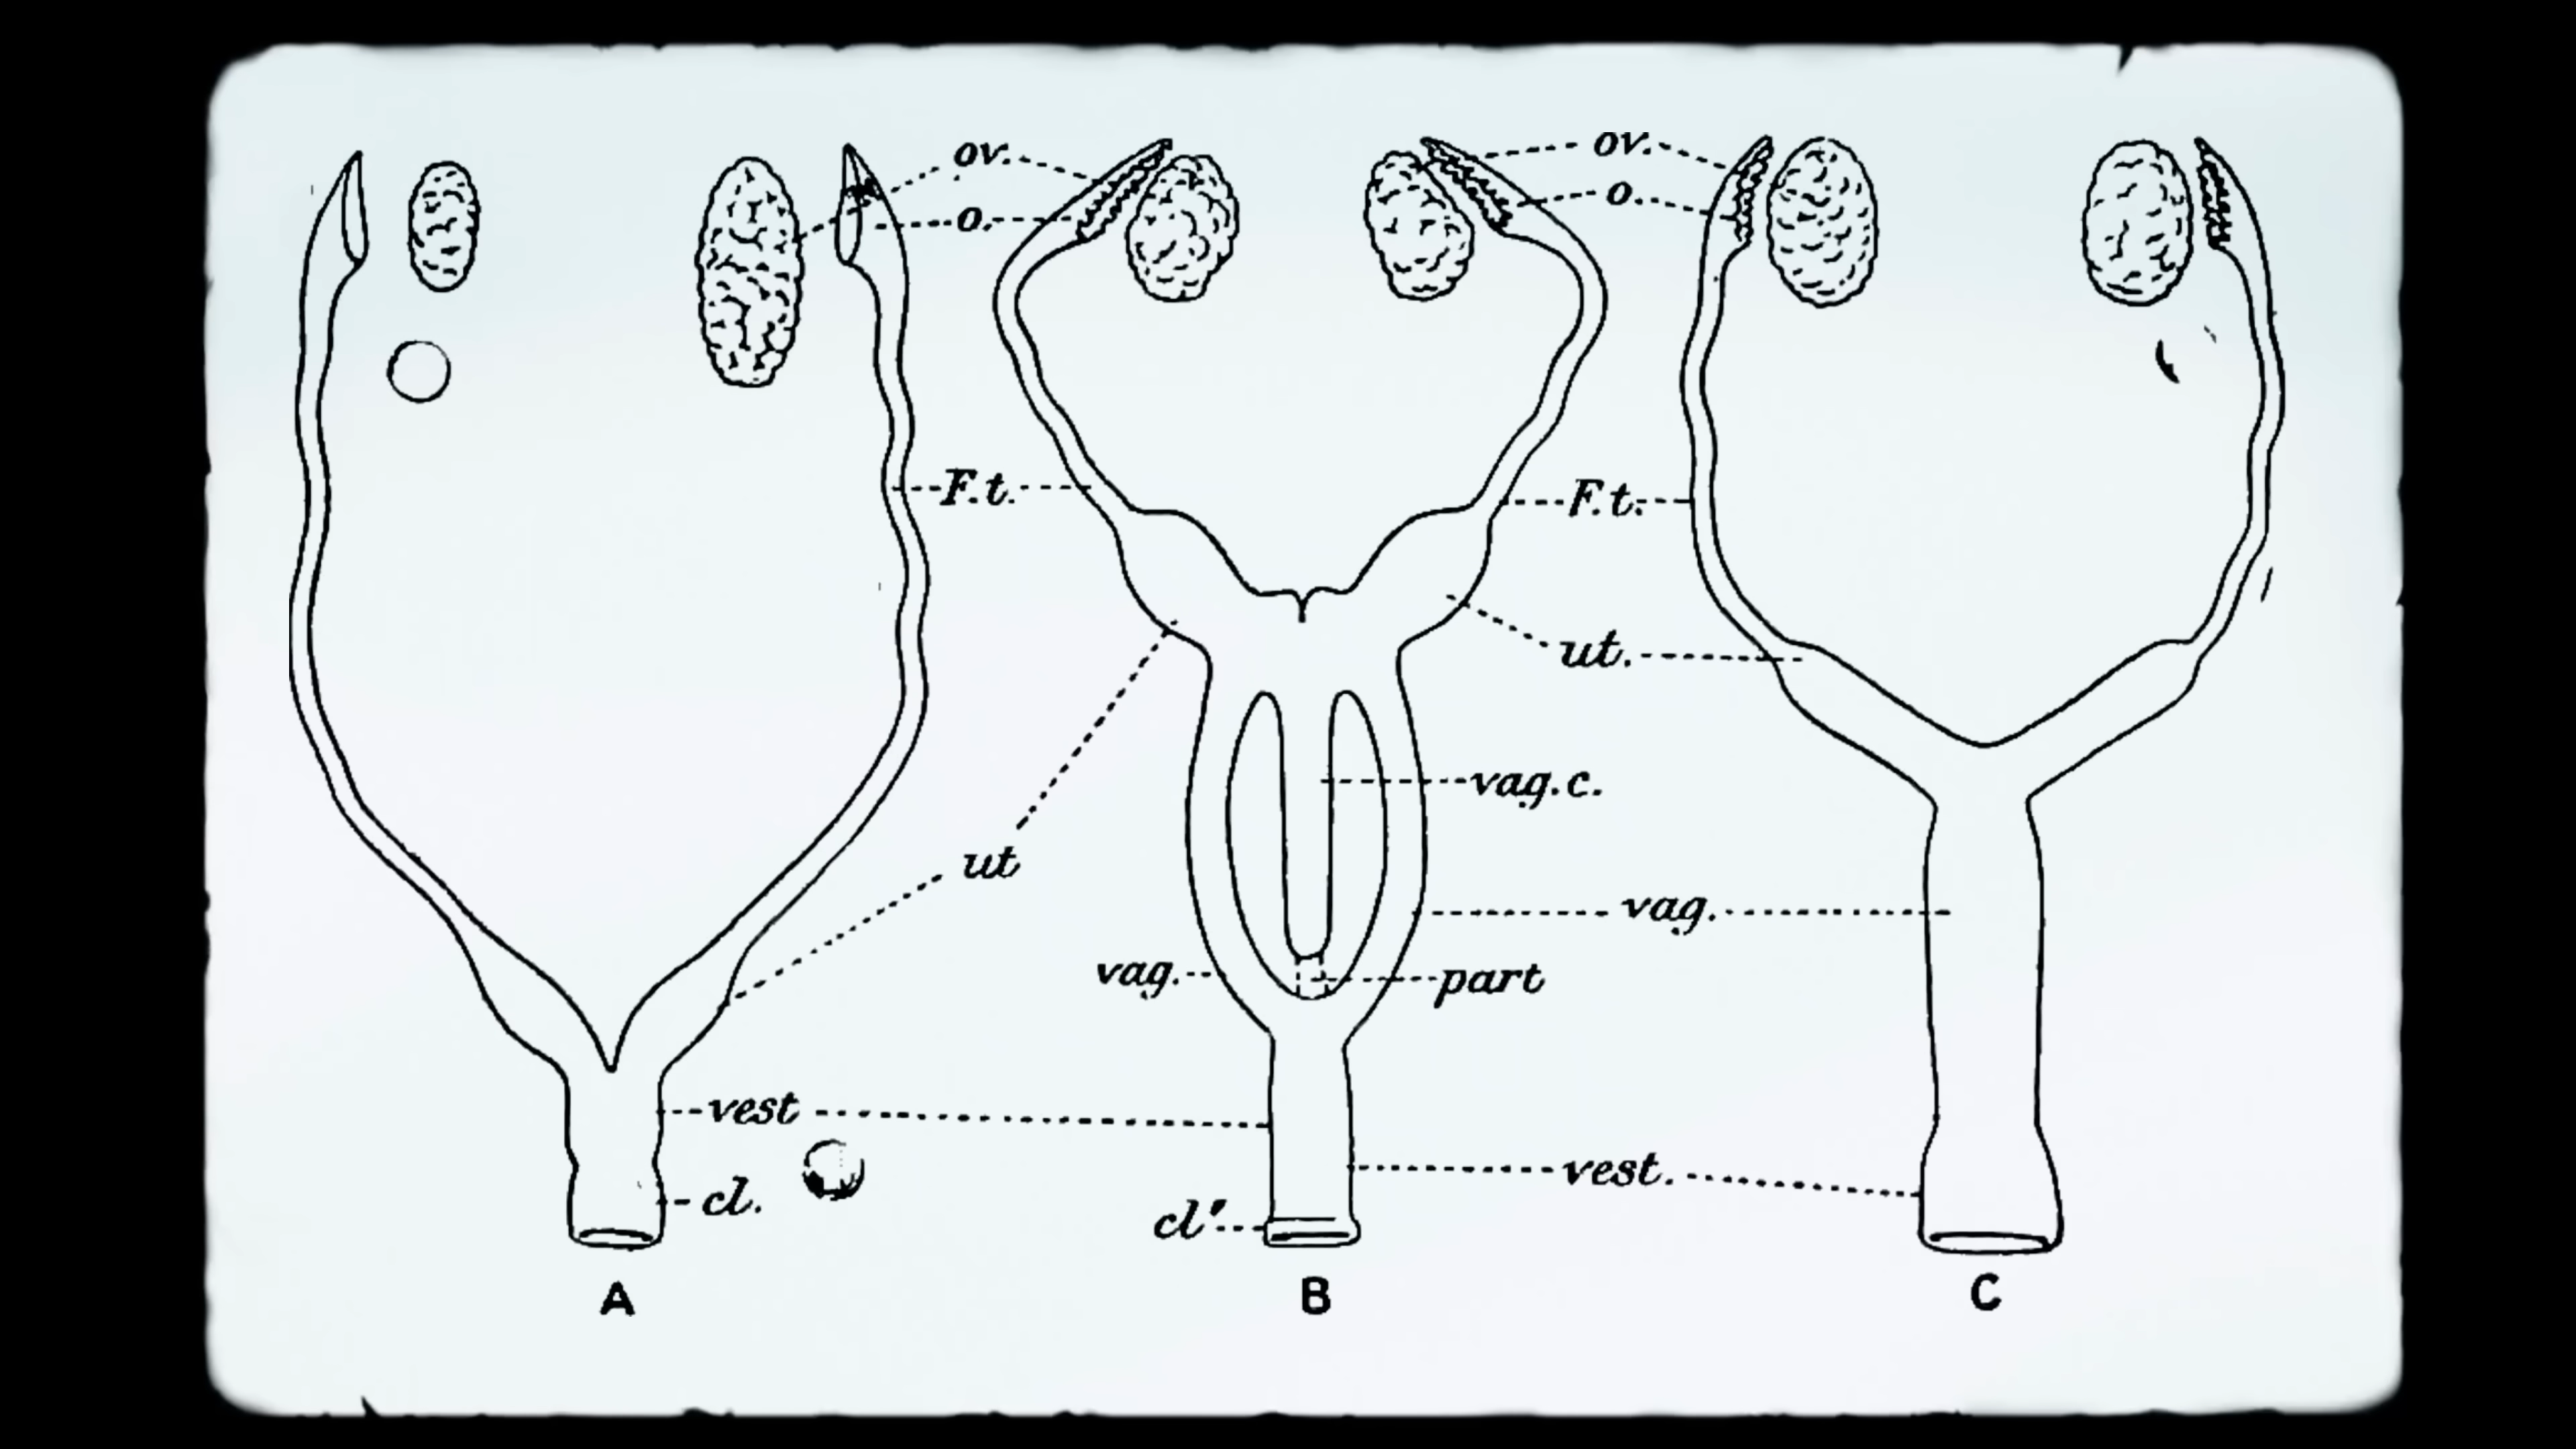 ov. ov.
o. o.
F.t. F.t.
ut.
vag.c.
ut
vag.
vag. part
vest
vest.
cl. cl'
A B C